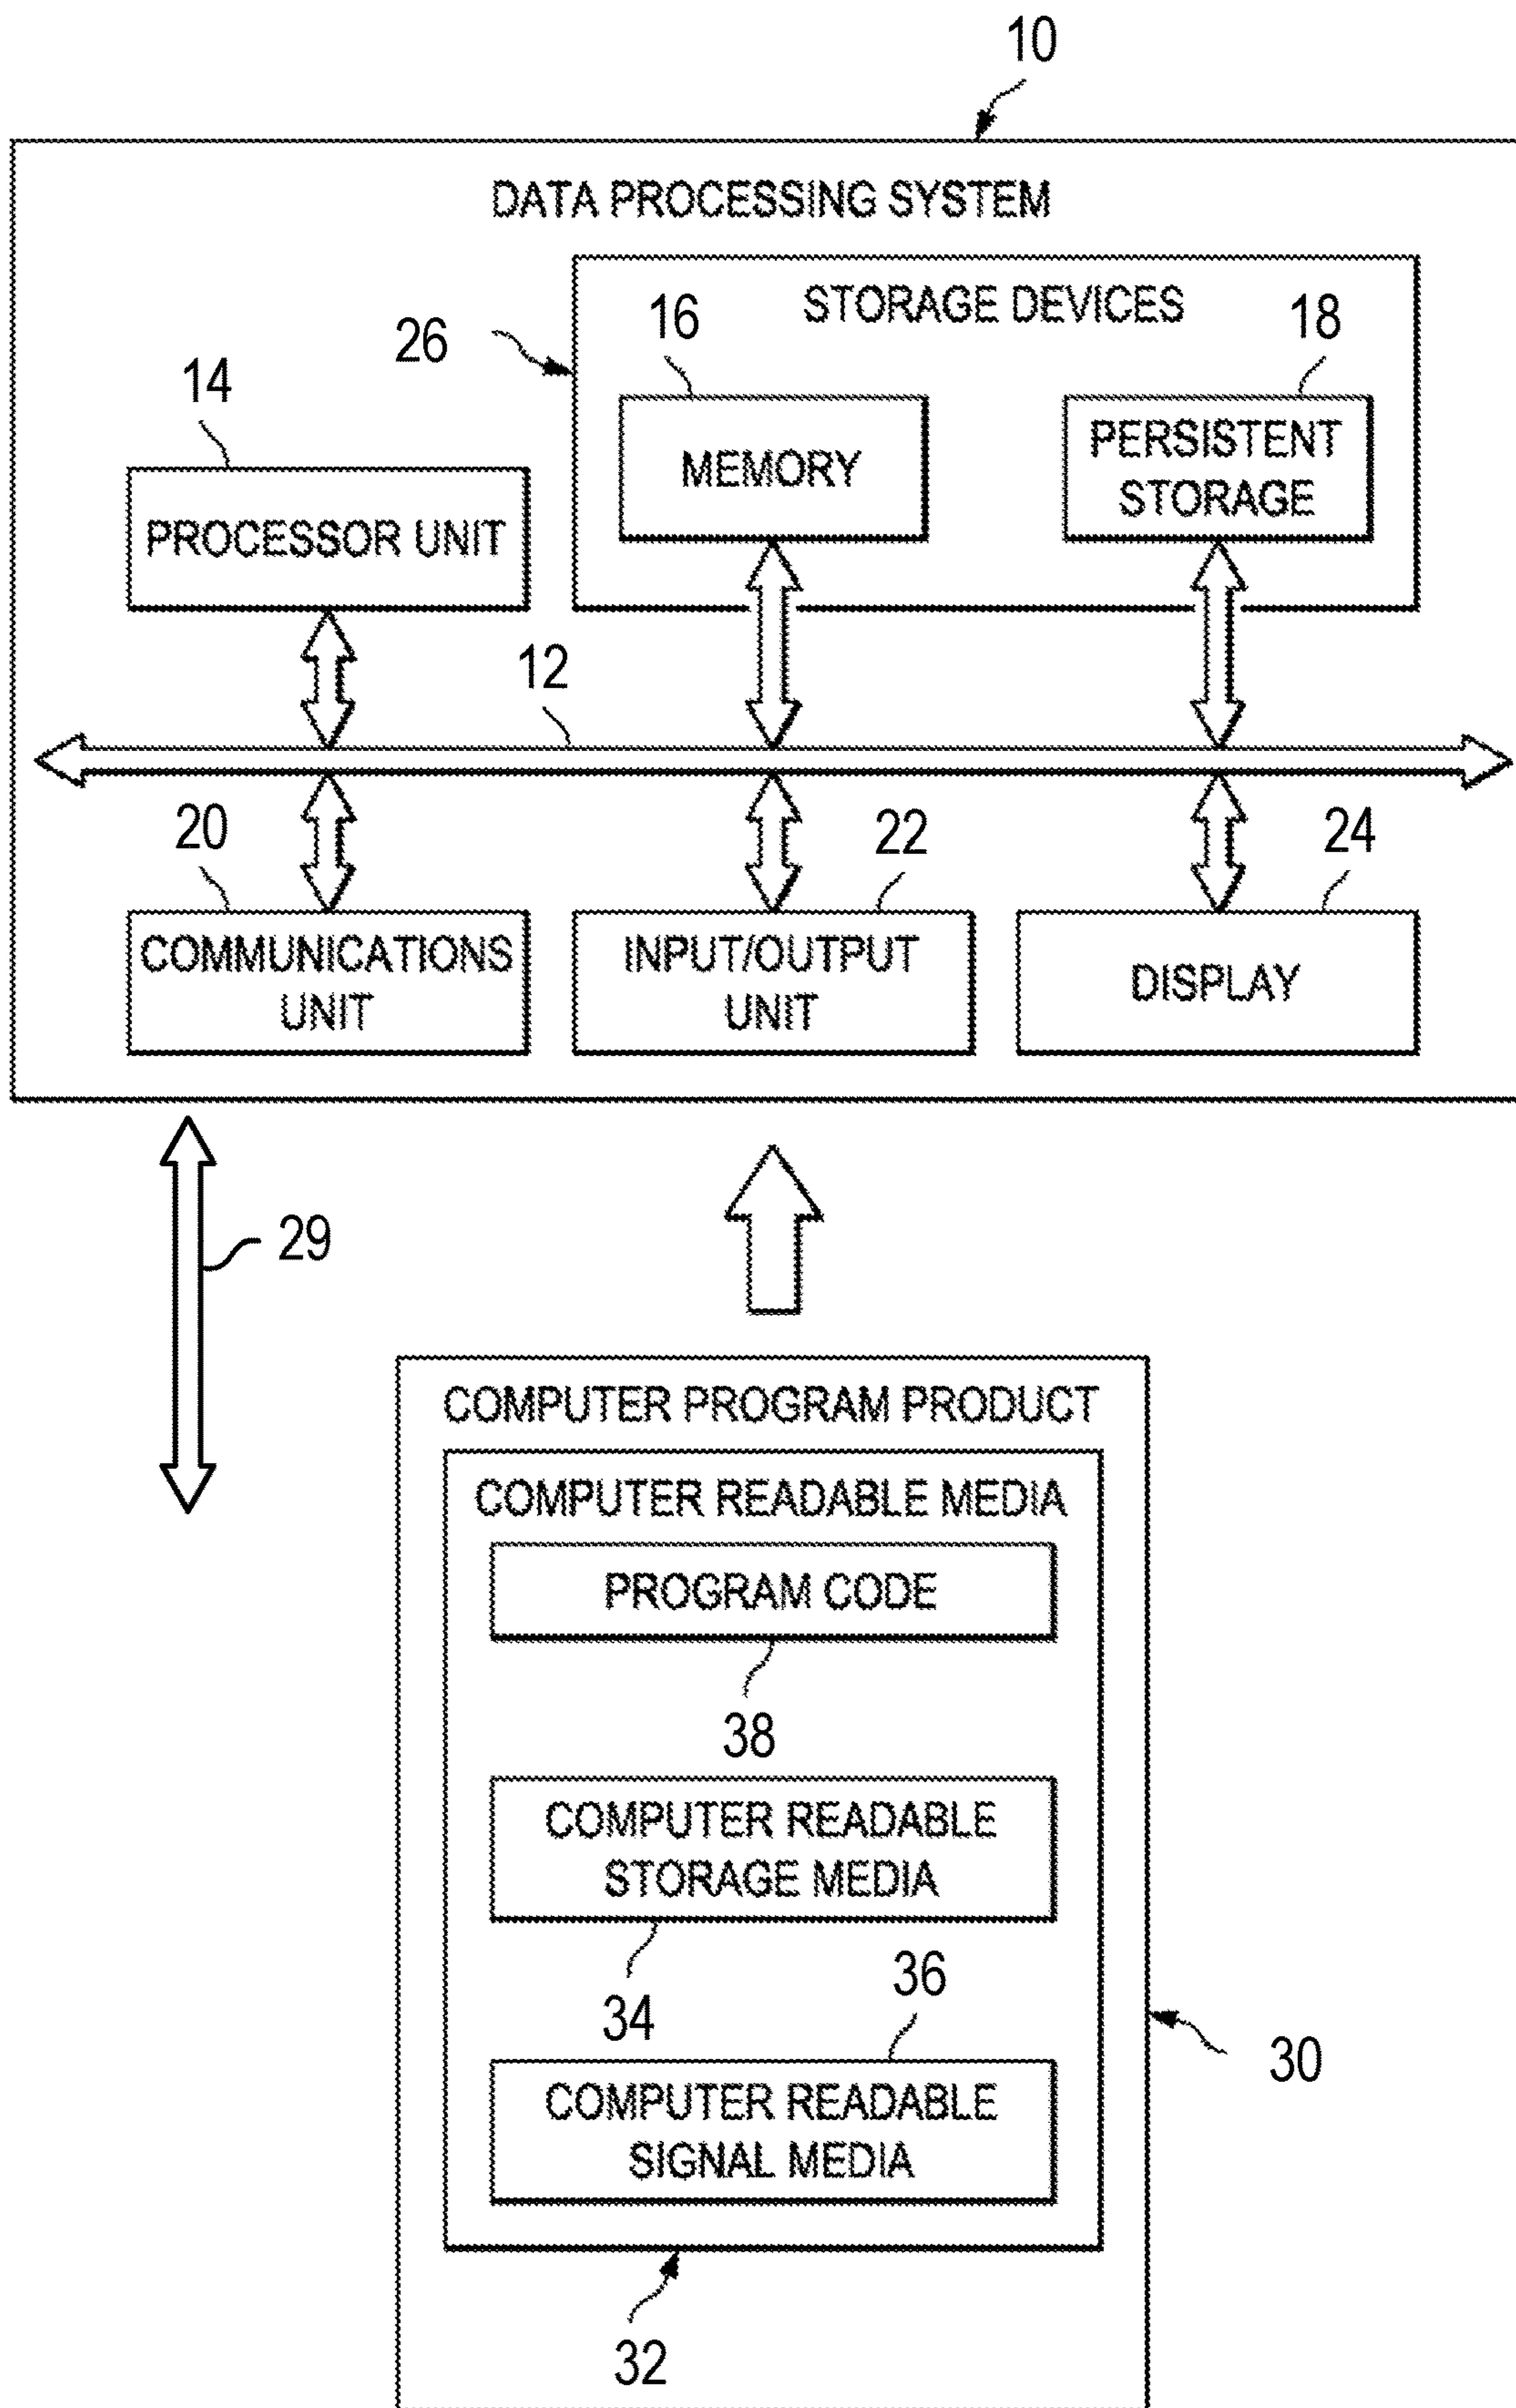 10
DATA PROCESSING SYSTEM
STORAGE DEVICES
26
16
18
14
MEMORY
PERSISTENT
STORAGE
PROCESSOR UNIT
12
20
22
24
COMMUNICATIONS
UNIT
INPUT/OUTPUT
UNIT
DISPLAY
29
COMPUTER PROGRAM PRODUCT
COMPUTER READABLE MEDIA
PROGRAM CODE
38
COMPUTER READABLE
STORAGE MEDIA
34
36
30
COMPUTER READABLE
SIGNAL MEDIA
32